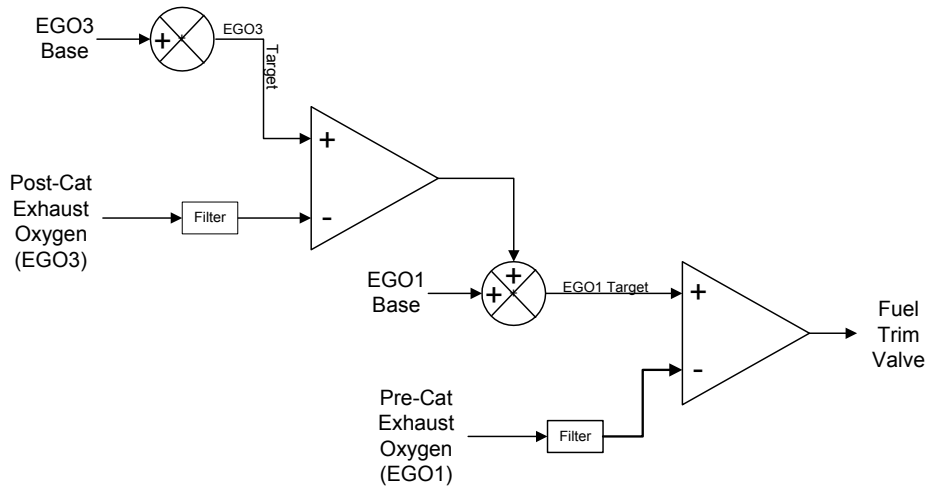 EGO3
Base
+
EGO3
Target
+
-
Post-Cat
Exhaust
Oxygen
(EGO3)
Filter
EGO1
Base
+
+
EGO1 Target
+
-
Fuel
Trim
Valve
Pre-Cat
Exhaust
Oxygen
(EGO1)
Filter